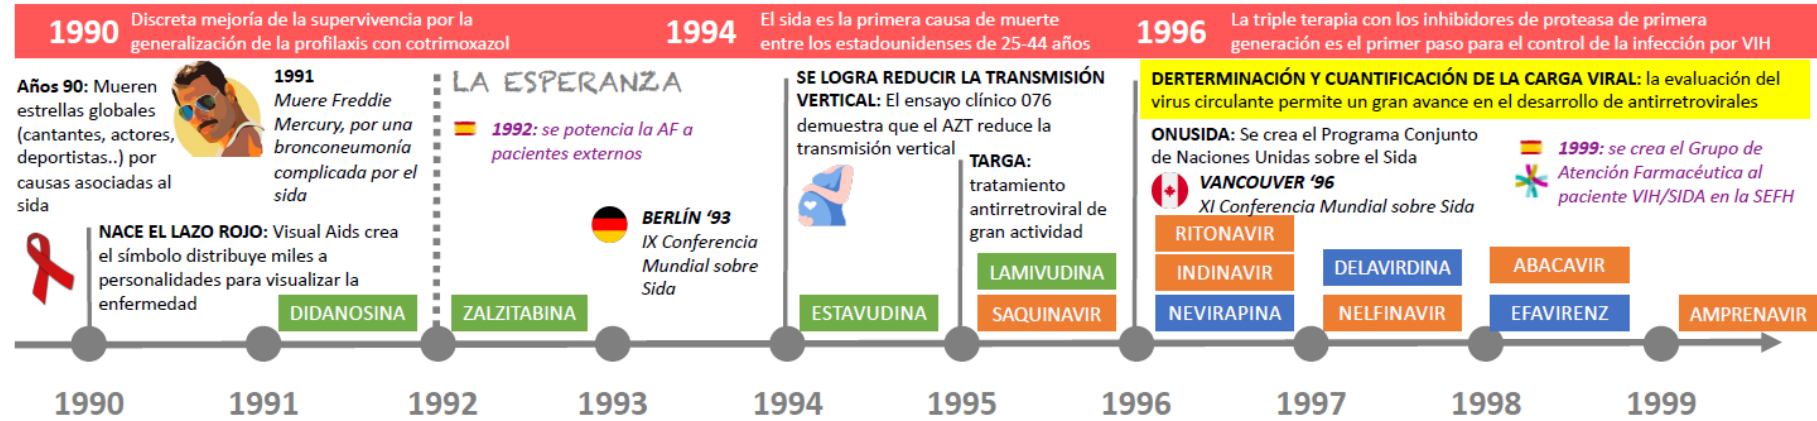 1990
Discreta mejoría de la supervivencia por la
generalización de la profilaxis con cotrimoxazol
1994
El sida es la primera causa de muerte
entre los estadounidenses de 25-44 años
1996
La triple terapia con los inhibidores de proteasa de primera
generación es el primer paso para el control de la infección por VIH
Años 90: Mueren
estrellas globales
(cantantes, actores,
deportistas..) por
causas asociadas al
sida
1991
Muere Freddie
Mercury, por una
bronconeumonía
complicada por el
sida
NACE EL LAZO ROJO: Visual Aids crea
el símbolo distribuye miles a
personalidades para visualizar la
enfermedad
DIDANOSINA
LA ESPERANZA
1992: se potencia la AF a
pacientes externos
ZALZITABINA
BERLÍN ‘93
IX Conferencia
Mundial sobre
Sida
SE LOGRA REDUCIR LA TRANSMISIÓN
VERTICAL: El ensayo clínico 076
demuestra que el AZT reduce la
transmisión vertical
ESTAVUDINA
TARGA:
tratamiento
antirretroviral de
gran actividad
LAMIVUDINA
SAQUINAVIR
DERTERMINACIÓN Y CUANTIFICACIÓN DE LA CARGA VIRAL: la evaluación del
virus circulante permite un gran avance en el desarrollo de antirretrovirales
ONUSIDA: Se crea el Programa Conjunto
de Naciones Unidas sobre el Sida
VANCOUVER ‘96
XI Conferencia Mundial sobre Sida
1999: se crea el Grupo de
Atención Farmacéutica al
paciente VIH/SIDA en la SEFH
RITONAVIR
INDINAVIR
NEVIRAPINA
DELAVIRDINA
NELFINAVIR
ABACAVIR
EFAVIRENZ
AMPRENAVIR
1990
1991
1992
1993
1994
1995
1996
1997
1998
1999